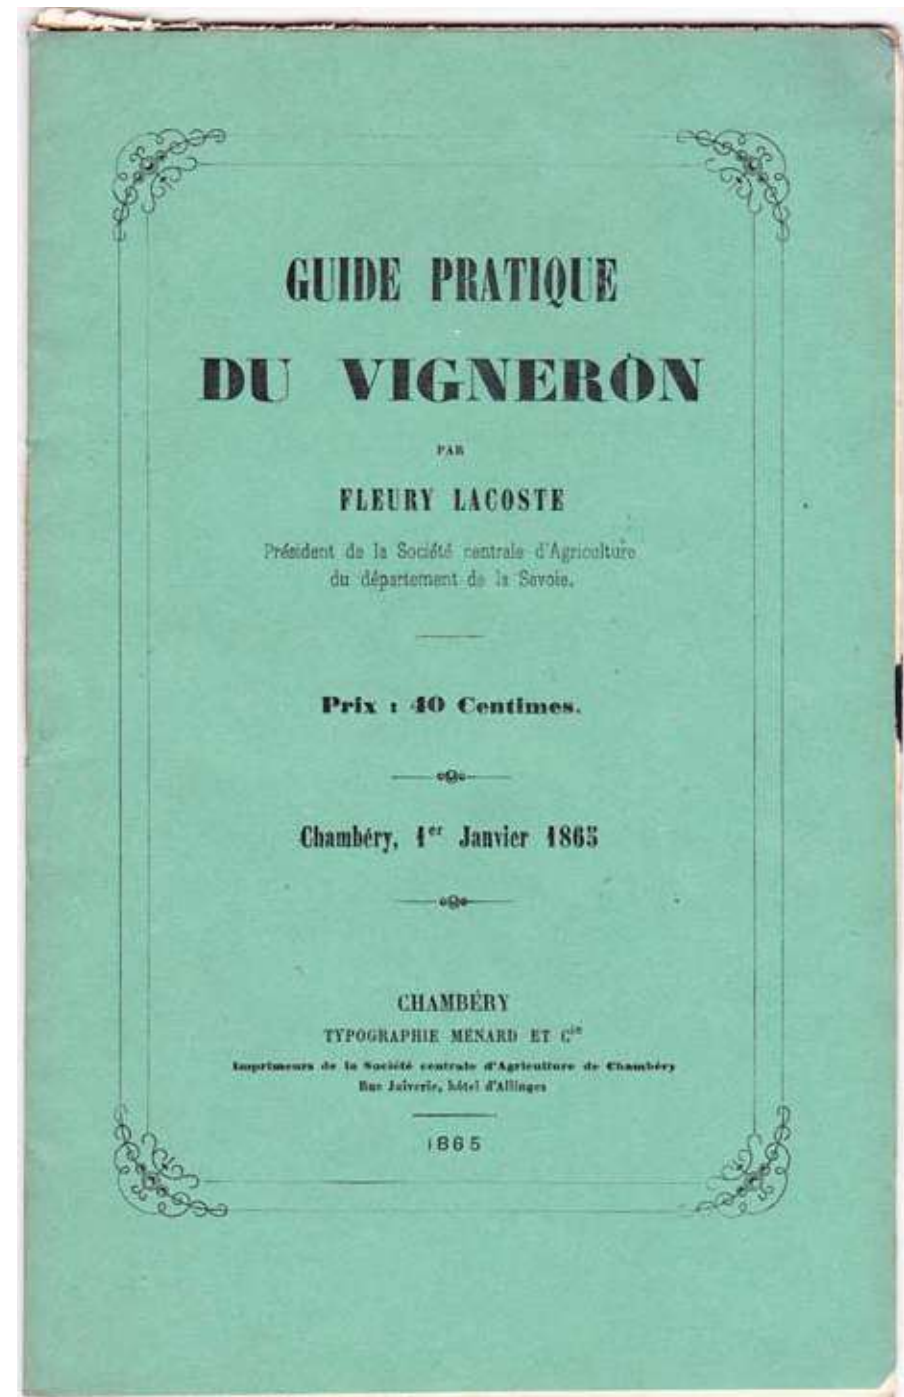 GUIDE PRATIQUE
DU VIGNERON
PAR
FLEURY LACOSTE
Président de la Société centrale d'Agriculture
du département de la Savoie.
Prix : 40 Centimes.
Chambéry, 1er Janvier 1865
CHAMBÉRY
TYPOGRAPHIE MENARD ET Cie
Imprimeurs de la Société centrale d'Agriculture de Chambéry
Rue Juiverie, hôtel d'Allinges
1865